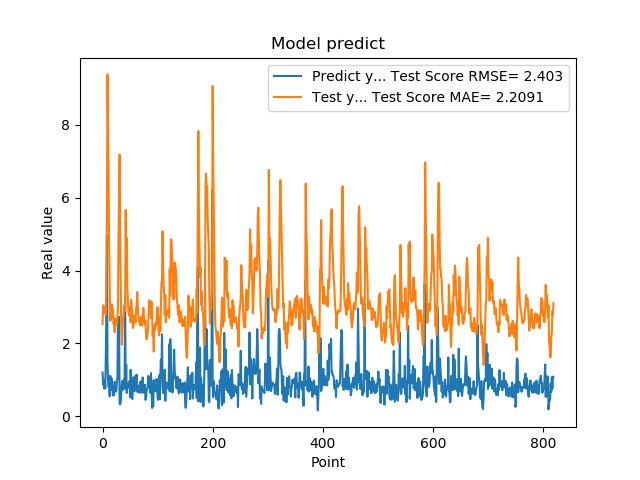 Model predict
Predict y... Test Score RMSE= 2.403
Test y... Test Score MAE= 2.2091
8
6
4
2
0
Real value
0 200 400 600 800
Point